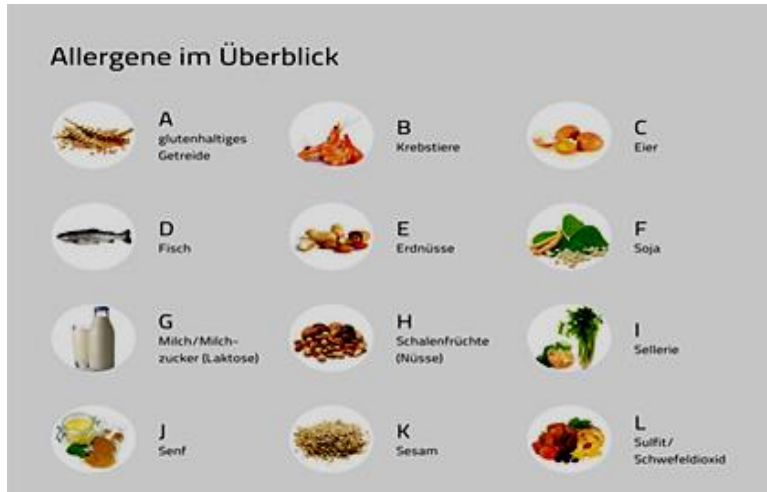 Allergene im Überblick
A
glutenhaltiges
Getreide
B
Krebstiere
C
Eier
D
Fisch
E
Erdnüsse
F
Soja
G
Milch/Milch-
zucker (Laktose)
H
Schalenfrüchte
(Nüsse)
I
Sellerie
J
Senf
K
Sesam
L
Sulfit/
Schwefeldioxid